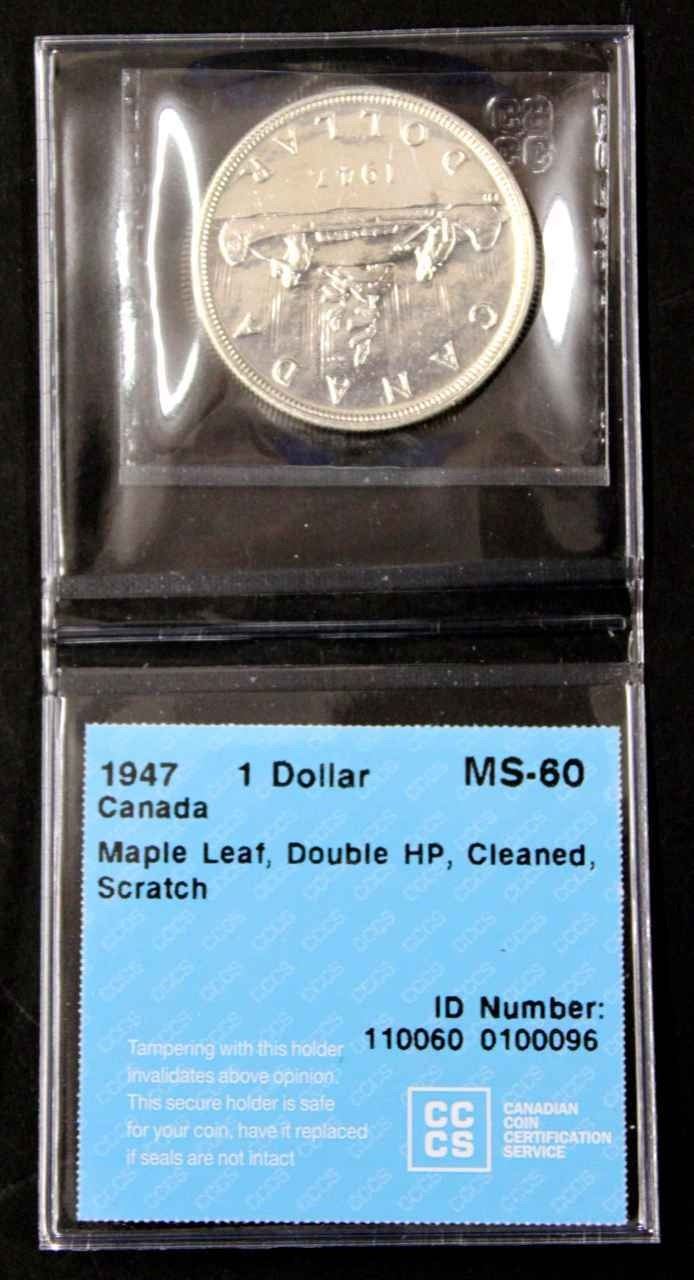 CANADA
1947
DOLLAR
CC
CS
1947 1 Dollar MS-60
Canada
Maple Leaf, Double HP, Cleaned,
Scratch
ID Number:
110060 0100096
Tampering with this holder
invalidates above opinion.
This secure holder is safe
for your coin, have it replaced
if seals are not intact
CC
CS
CANADIAN
COIN
CERTIFICATION
SERVICE